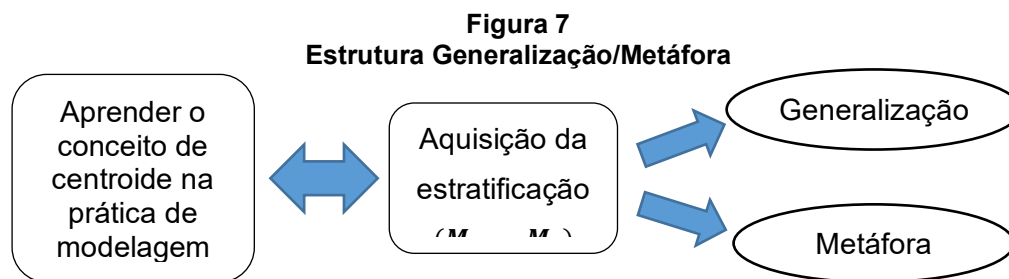 Figura 7
Estrutura Generalização/Metáfora
Aprender o
conceito de
centroide na
prática de
modelagem
Aquisição da
estratificação
Generalização
Metáfora